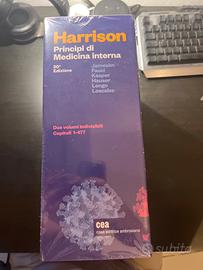 Harrison
Principi di
Medicina interna
20ª
Edizione
Jameson
Fauci
Kasper
Hauser
Longo
Loscalzo
Due volumi indivisibili
Capitoli 1-477
cea
casa editrice ambrosiana
subito